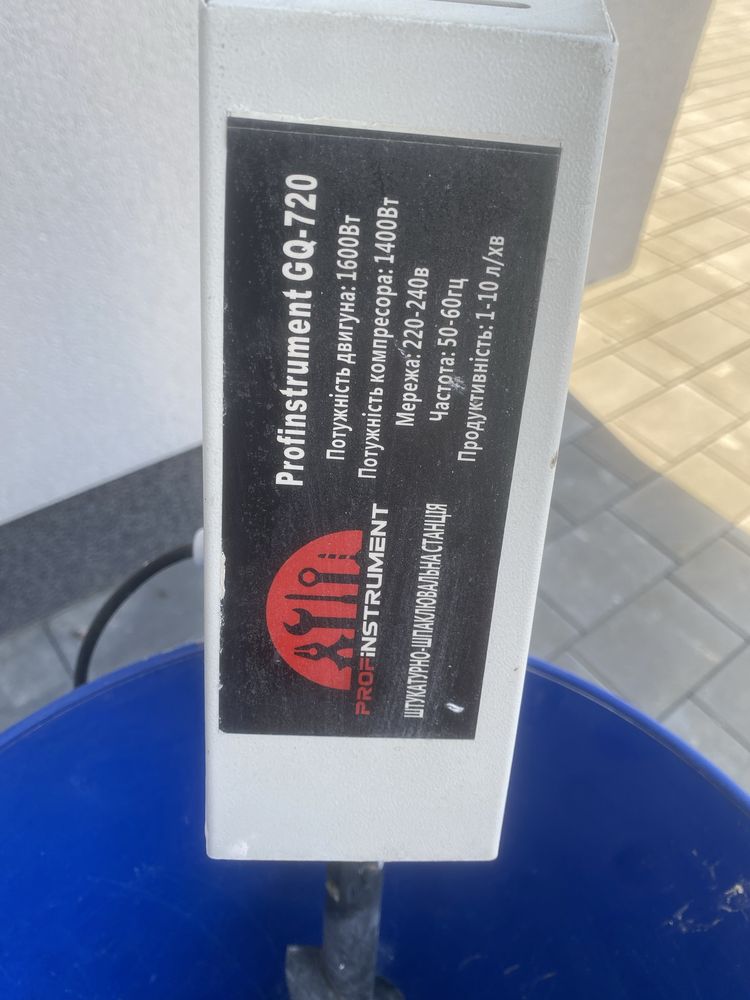 Profinstrument GQ-720
Потужність двигуна: 1600Вт
Потужність компресора: 1400Вт
Мережа: 220-240в
Частота: 50-60гц
Продуктивність: 1-10 л/хв
PROFiNSTRUMENT
ШТУКАТУРНО-ШПАКЛЮВАЛЬНА СТАНЦІЯ